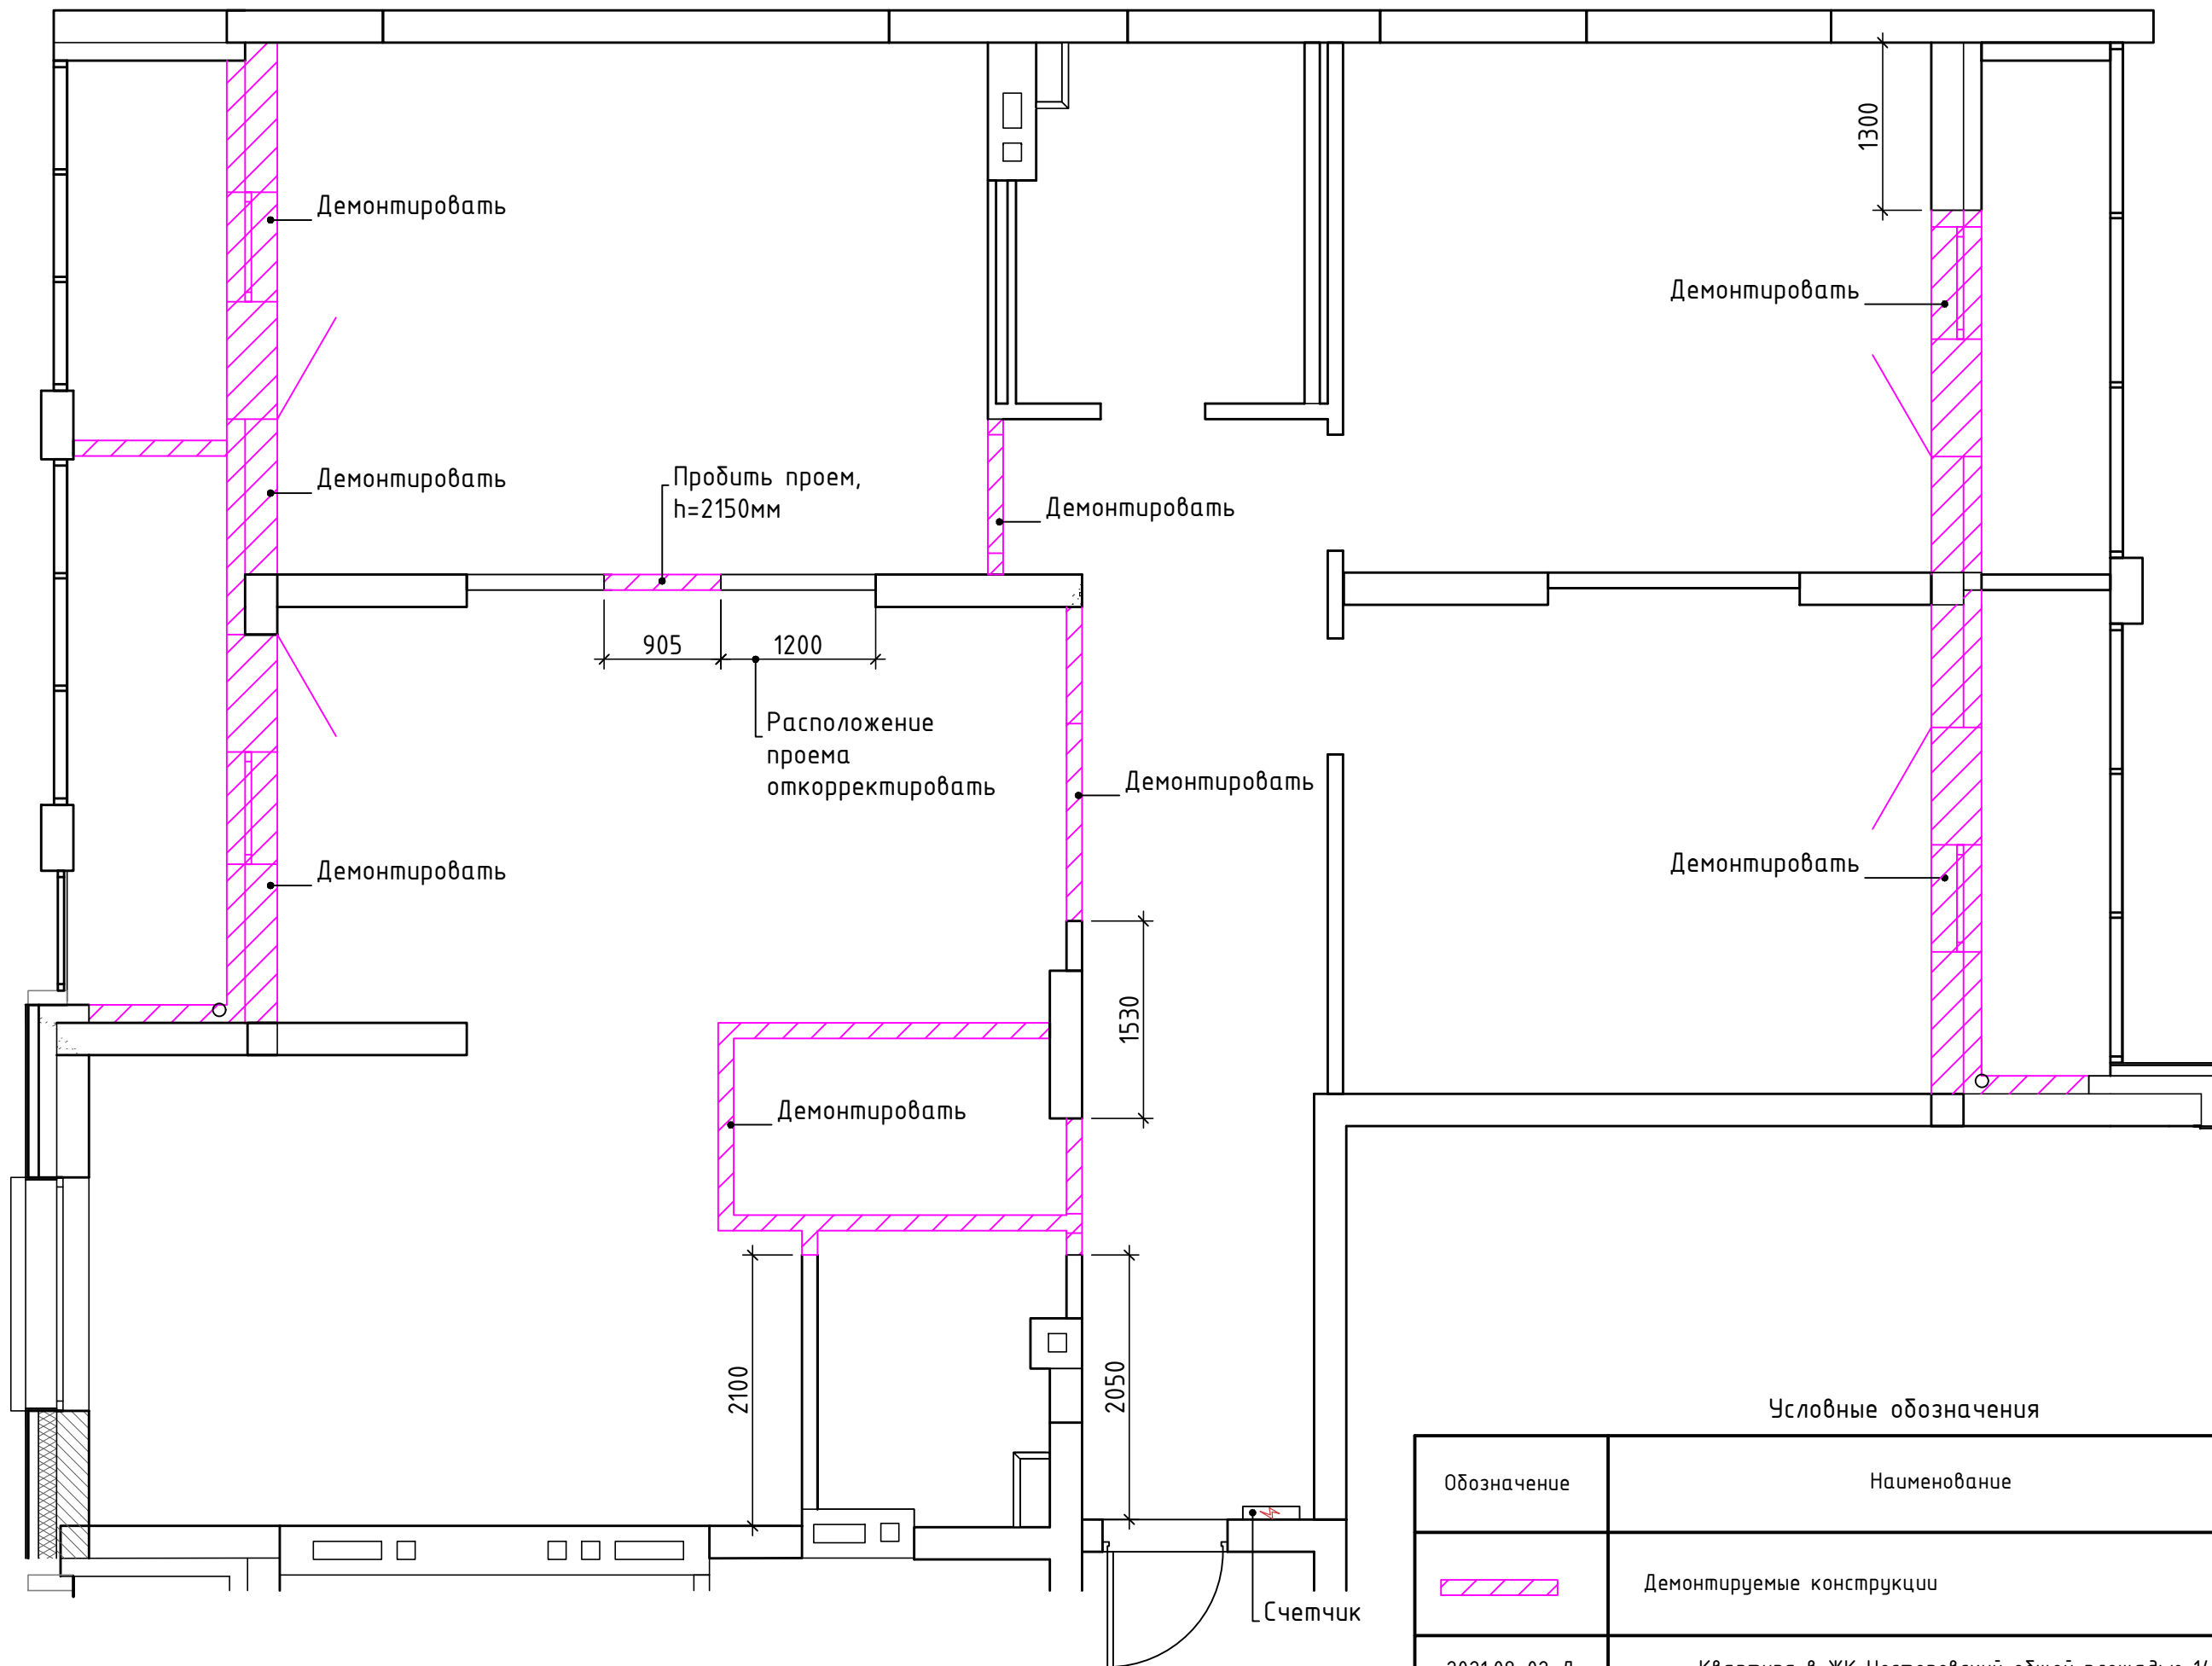 1300
Демонтировать
Демонтировать
Демонтировать
Пробить проем,
h=2150мм
Демонтировать
905
1200
Расположение
проема
откорректировать
Демонтировать
Демонтировать
Демонтировать
1530
Демонтировать
2100
2050
Счетчик
Условные обозначения
Обозначение
Наименование
Демонтируемые конструкции